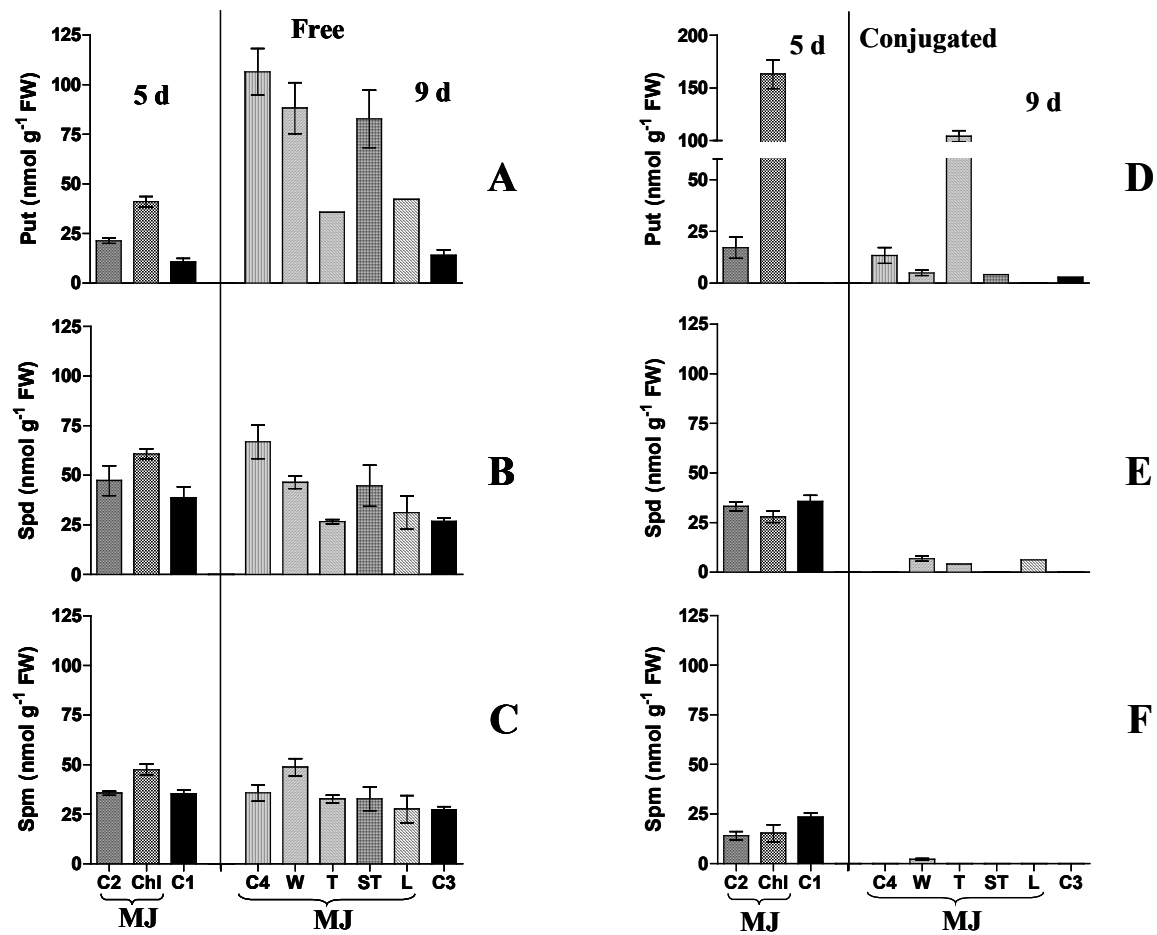 Free
5 d
9 d
Put (nmol g-1 FW)
125
100
75
50
25
0
A
Spd (nmol g-1 FW)
125
100
75
50
25
0
B
Spm (nmol g-1 FW)
125
100
75
50
25
0
C
C2 Chl C1 C4 W T ST L C3
MJ MJ
Conjugated
5 d
9 d
Put (nmol g-1 FW)
200
150
100
50
25
0
D
Spd (nmol g-1 FW)
125
100
75
50
25
0
E
Spm (nmol g-1 FW)
125
100
75
50
25
0
F
C2 Chl C1 C4 W T ST L C3
MJ MJ